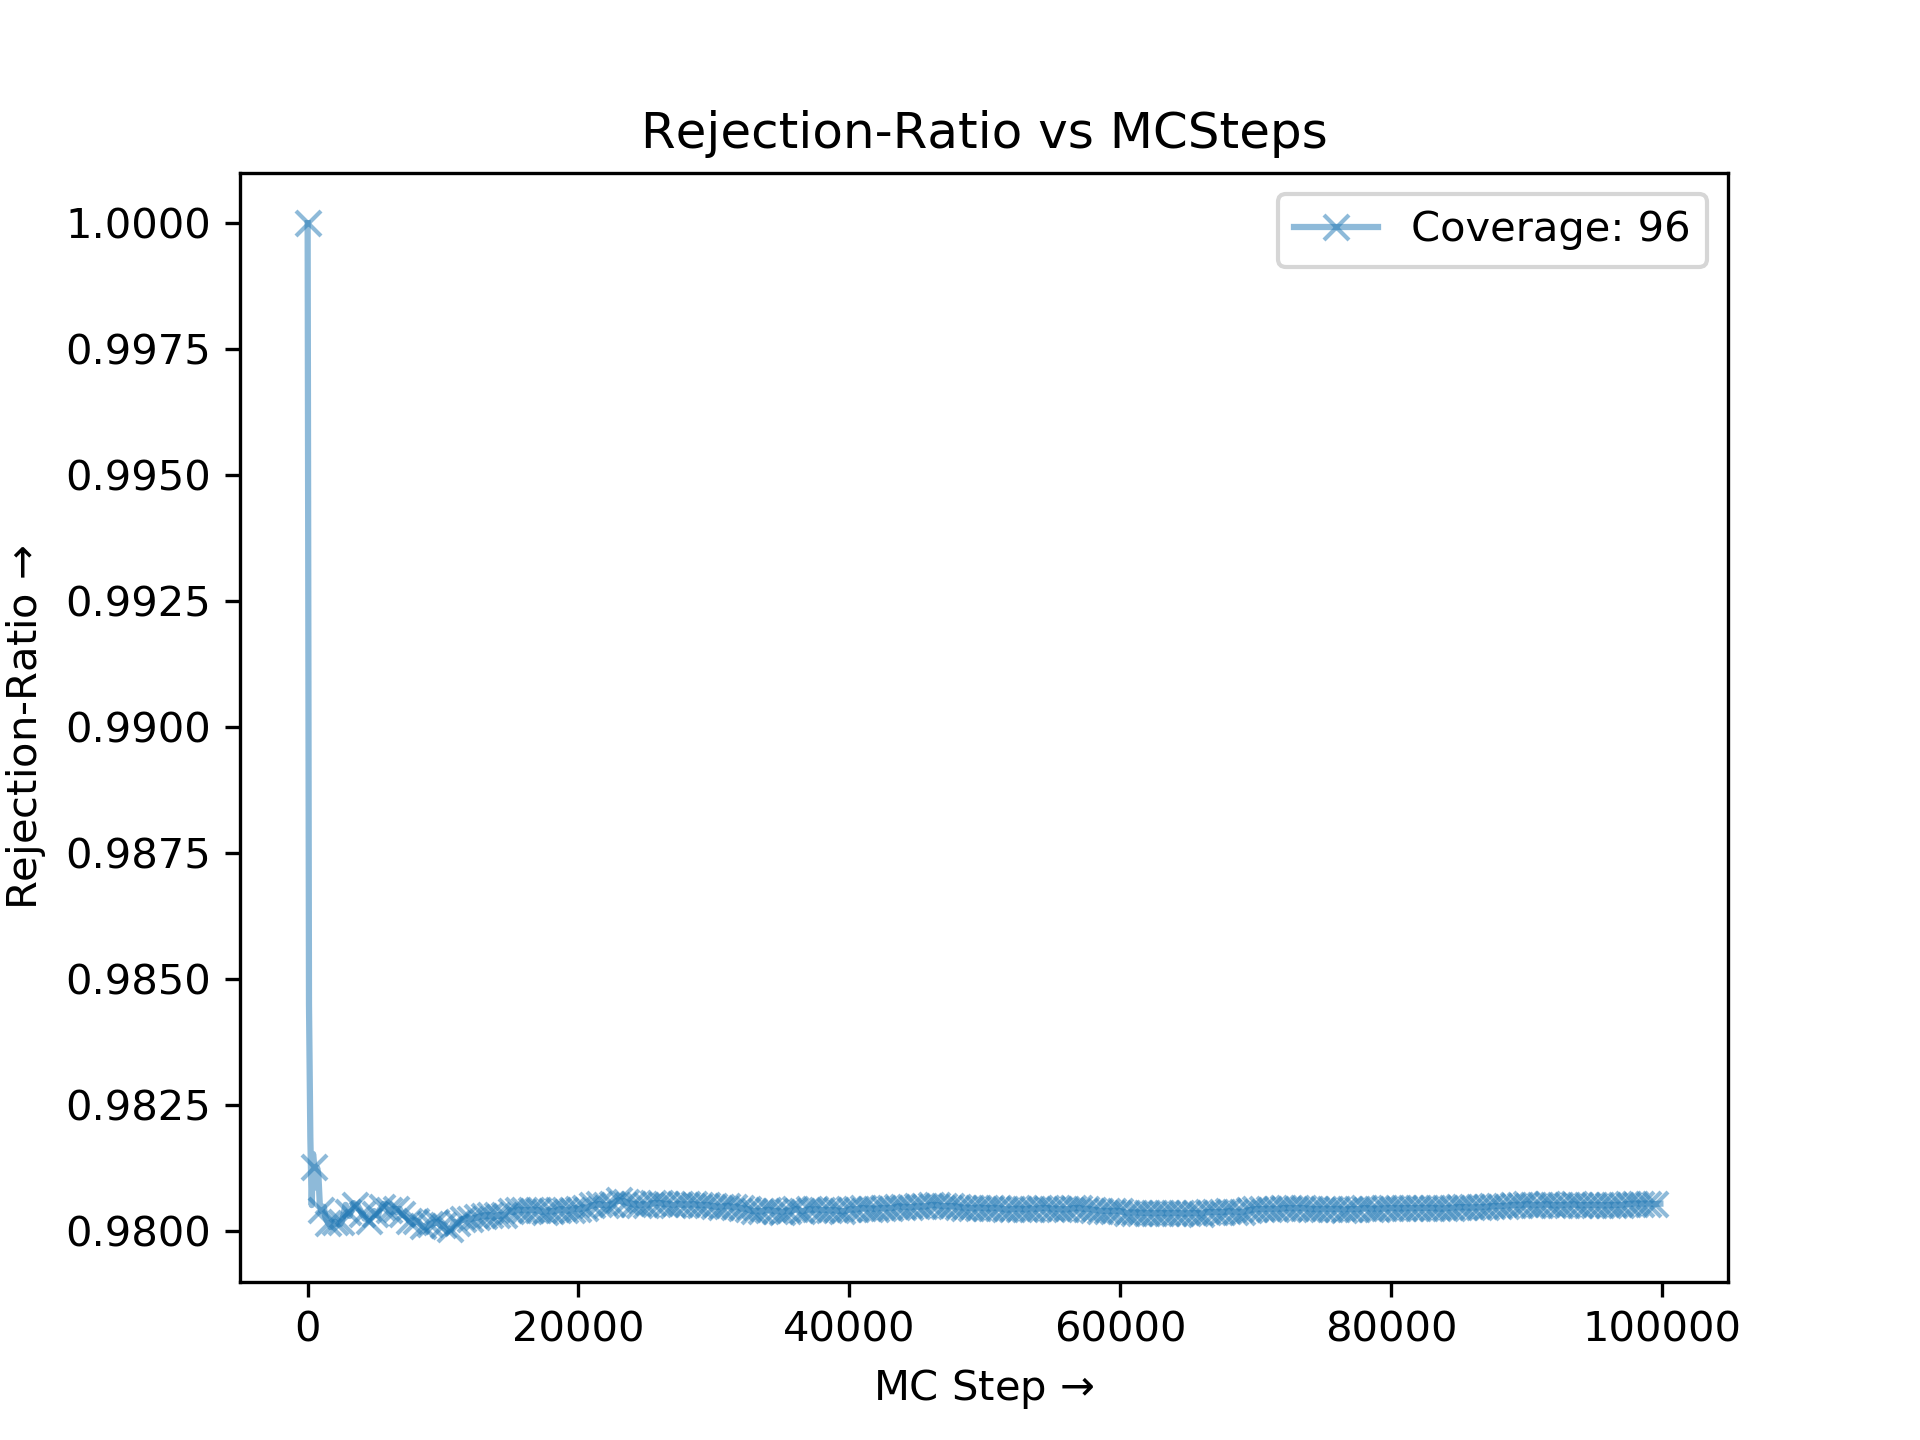 Rejection-Ratio vs MCSteps
Coverage: 96
1.0000
0.9975
0.9950
0.9925
0.9900
0.9875
0.9850
0.9825
0.9800
Rejection-Ratio →
0 20000 40000 60000 80000 100000
MC Step →